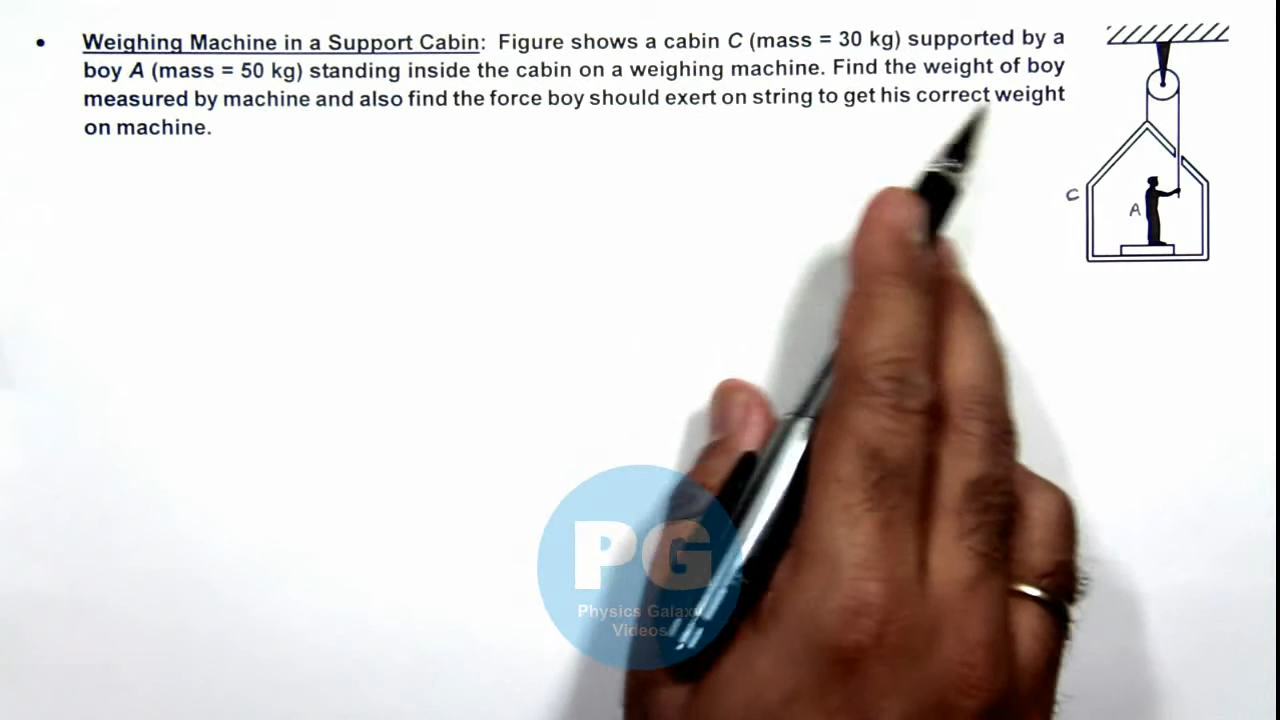 • Weighing Machine in a Support Cabin: Figure shows a cabin C (mass = 30 kg) supported by a
boy A (mass = 50 kg) standing inside the cabin on a weighing machine. Find the weight of boy
measured by machine and also find the force boy should exert on string to get his correct weight
on machine.
C
A
PG
Physics Galaxy
Videos